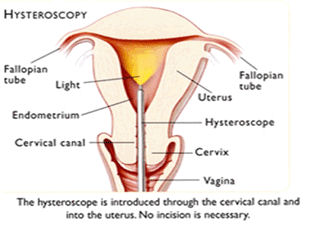 HYSTEROSCOPY
Fallopian
tube
Light
Endometrium
Cervical canal
Fallopian
tube
Uterus
Hysteroscope
Cervix
Vagina
The hysteroscope is introduced through the cervical canal and
into the uterus. No incision is necessary.